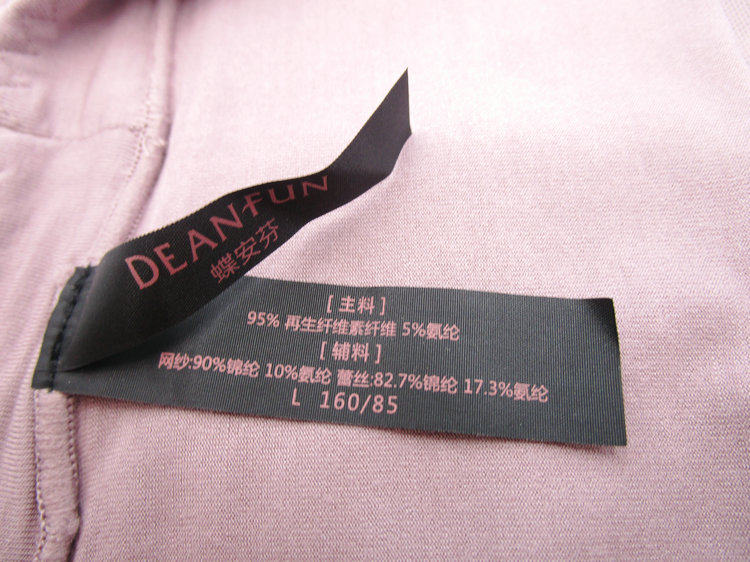 DEANFUN
蝶安芬
[主料]
95% 再生纤维素纤维 5%氨纶
[辅料]
网纱:90%锦纶 10%氨纶 蕾丝:82.7%锦纶 17.3%氨纶
L 160/85